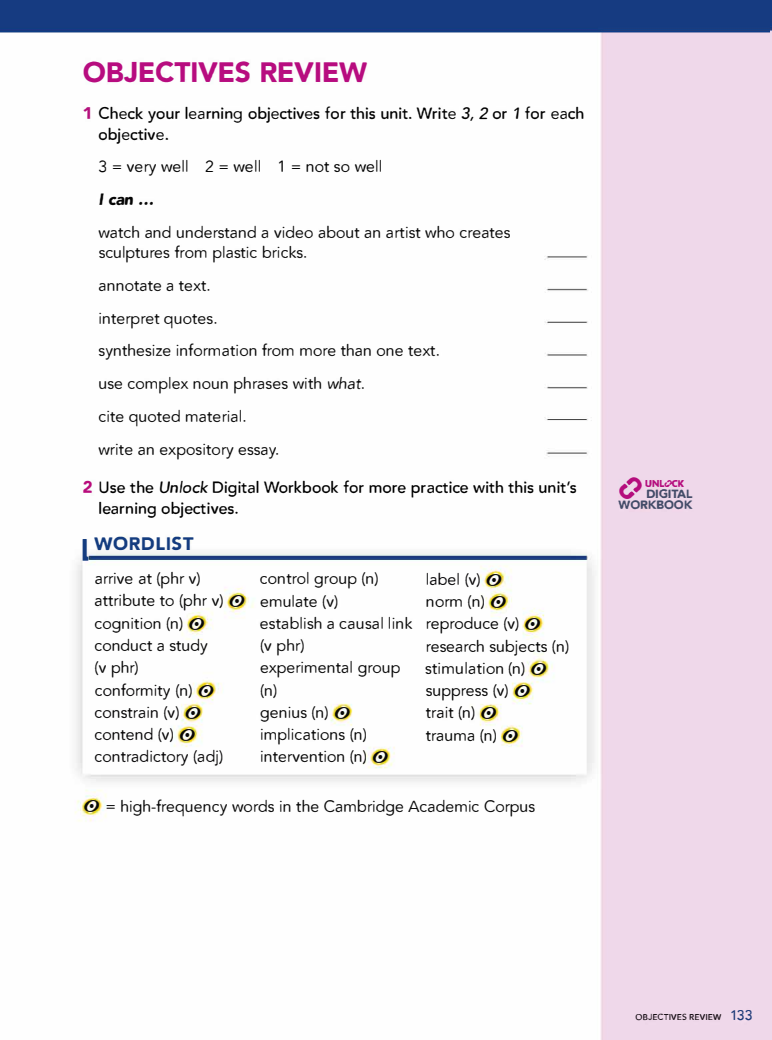 OBJECTIVES REVIEW
1 Check your learning objectives for this unit. Write 3, 2 or 1 for each
objective.
3 = very well 2 = well 1 = not so well
I can ...
watch and understand a video about an artist who creates
sculptures from plastic bricks.
annotate a text.
interpret quotes.
synthesize information from more than one text.
use complex noun phrases with what.
cite quoted material.
write an expository essay.
2 Use the Unlock Digital Workbook for more practice with this unit's
learning objectives.
UNLOCK
DIGITAL
WORKBOOK
WORDLIST
arrive at (phr v)
attribute to (phr v)
cognition (n)
conduct a study
(v phr)
conformity (n)
constrain (v)
contend (v)
contradictory (adj)
control group (n)
emulate (v)
establish a causal link
(v phr)
experimental group
(n)
genius (n)
implications (n)
intervention (n)
label (v)
norm (n)
reproduce (v)
research subjects (n)
stimulation (n)
suppress (v)
trait (n)
trauma (n)
= high-frequency words in the Cambridge Academic Corpus
OBJECTIVES REVIEW 133